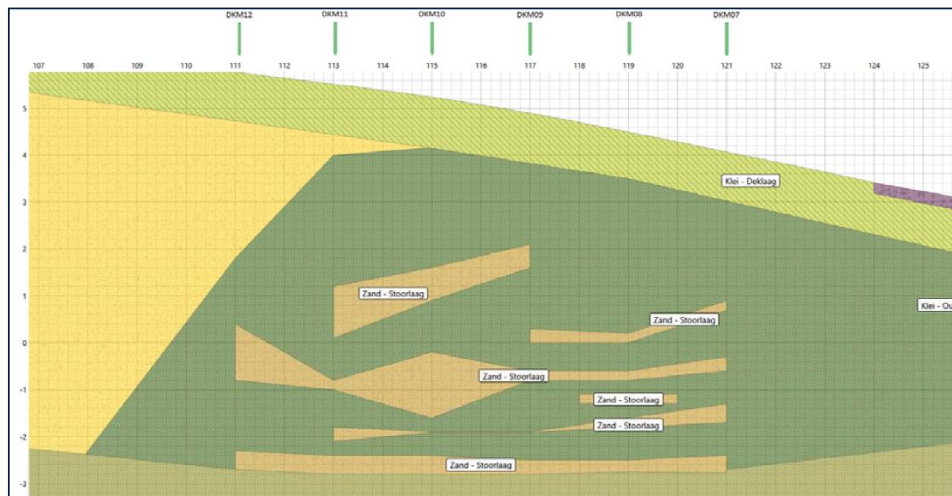 DKM12 DKM11 DKM10 DKM09 DKM08 DKM07
107 108 109 110 111 112 113 114 115 116 117 118 119 120 121 122 123 124 125
5
4
Klei - Deklaag
3
2
1
Zand - Stoorlaag
Klei - Ou
Zand - Stoorlaag
0
Zand - Stoorlaag
-1
Zand - Stoorlaag
Zand - Stoorlaag
-2
Zand - Stoorlaag
-3